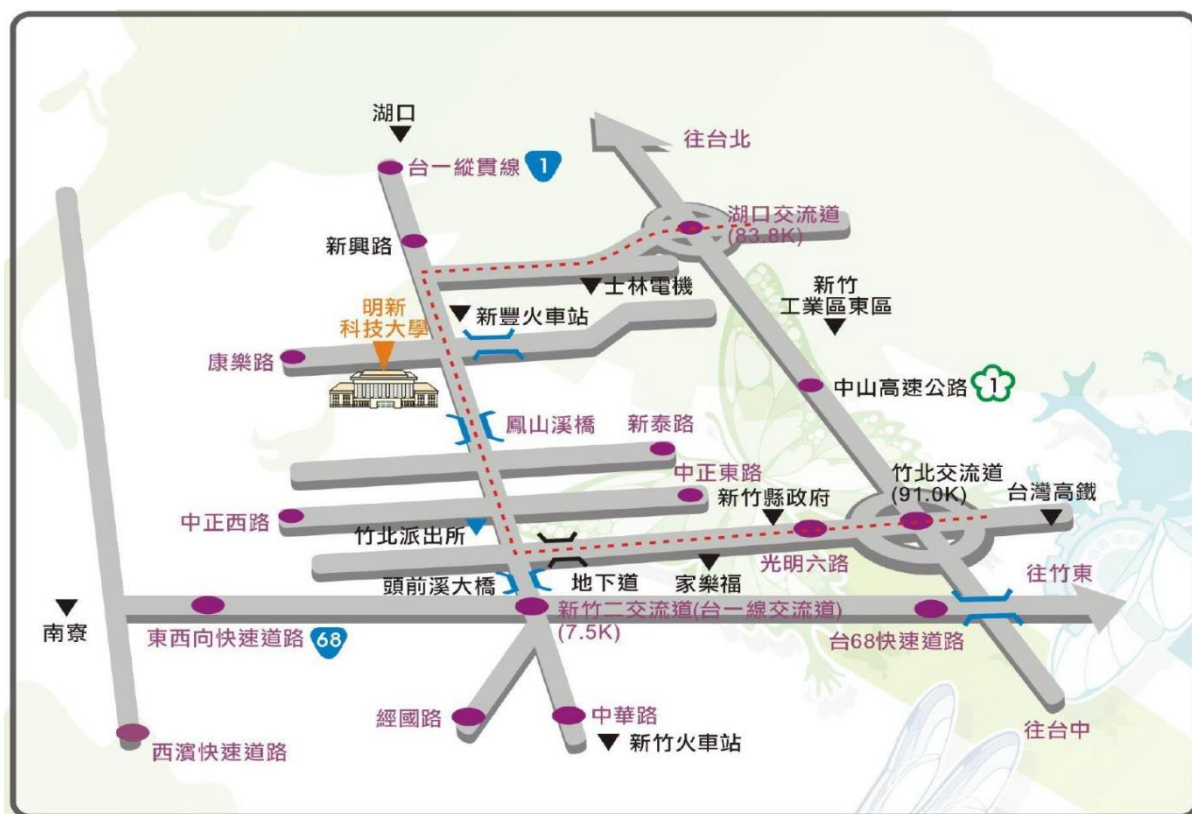 湖口
往台北
台一縱貫線 1
湖口交流道
(83.8K)
新興路
士林電機
新竹
工業區東區
明新
科技大學
新豐火車站
康樂路
中山高速公路 1
鳳山溪橋
新泰路
中正東路
竹北交流道
(91.0K)
新竹縣政府
台灣高鐵
中正西路
竹北派出所
光明六路
頭前溪大橋
地下道
家樂福
往竹東
新竹二交流道(台一線交流道)
(7.5K)
南寮
東西向快速道路 68
台68快速道路
經國路
中華路
往台中
新竹火車站
西濱快速道路